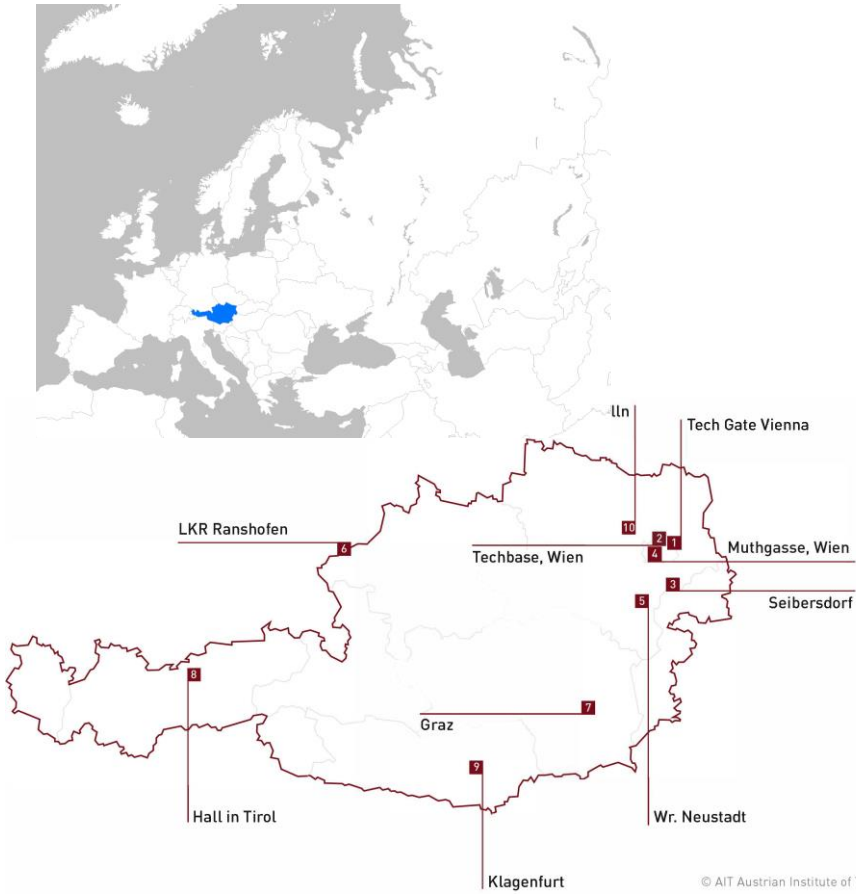 lln
Tech Gate Vienna
LKR Ranshofen
10
2
1
6
Techbase, Wien
4
Muthgasse, Wien
3
Seibersdorf
5
8
7
Graz
9
Hall in Tirol
Wr. Neustadt
Klagenfurt
© AIT Austrian Institute of